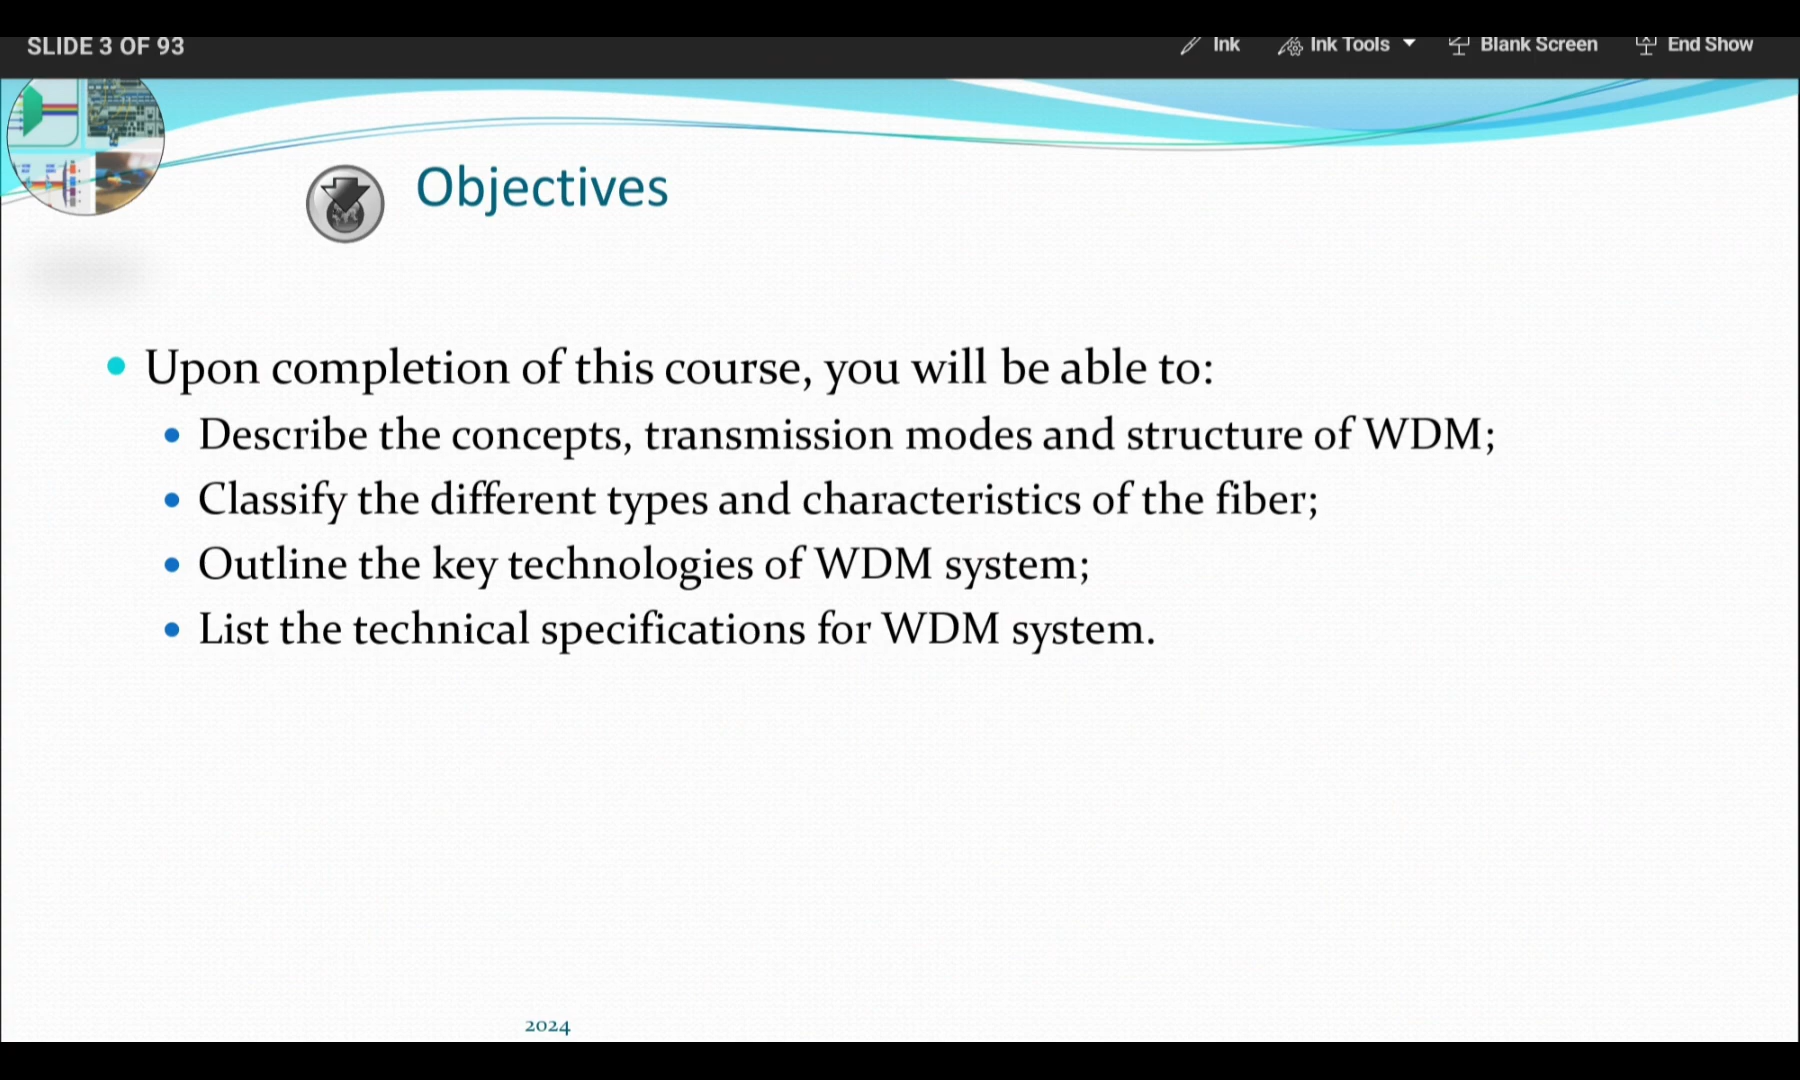 SLIDE 3 OF 93
Ink
Ink Tools
Blank Screen
End Show
Objectives
Upon completion of this course, you will be able to:
Describe the concepts, transmission modes and structure of WDM;
Classify the different types and characteristics of the fiber;
Outline the key technologies of WDM system;
List the technical specifications for WDM system.
2024